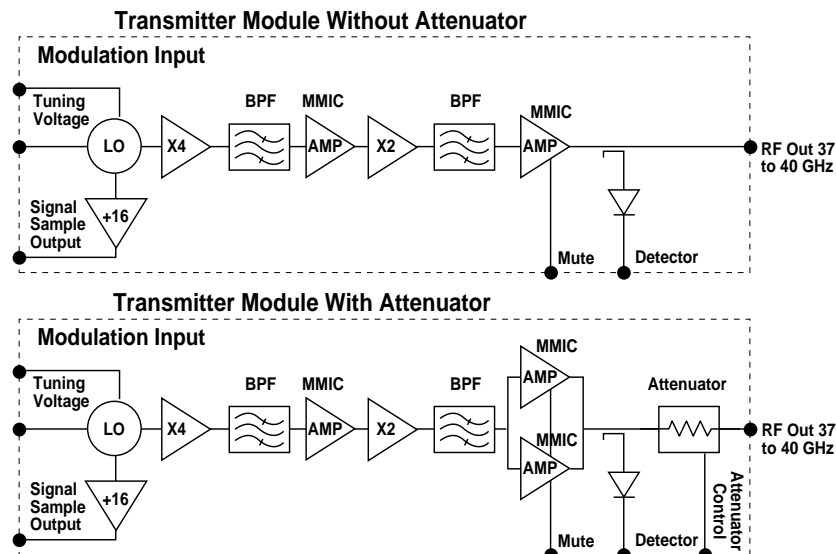 Transmitter Module Without Attenuator
Modulation Input
Tuning
Voltage
LO
X4
BPF
MMIC
AMP
X2
BPF
MMIC
AMP
RF Out 37
to 40 GHz
Signal
Sample
Output
+16
Mute
Detector
Transmitter Module With Attenuator
Modulation Input
Tuning
Voltage
LO
X4
BPF
MMIC
AMP
X2
BPF
MMIC
AMP
MMIC
AMP
Attenuator
RF Out 37
to 40 GHz
Signal
Sample
Output
+16
Mute
Detector
Attenuator
Control